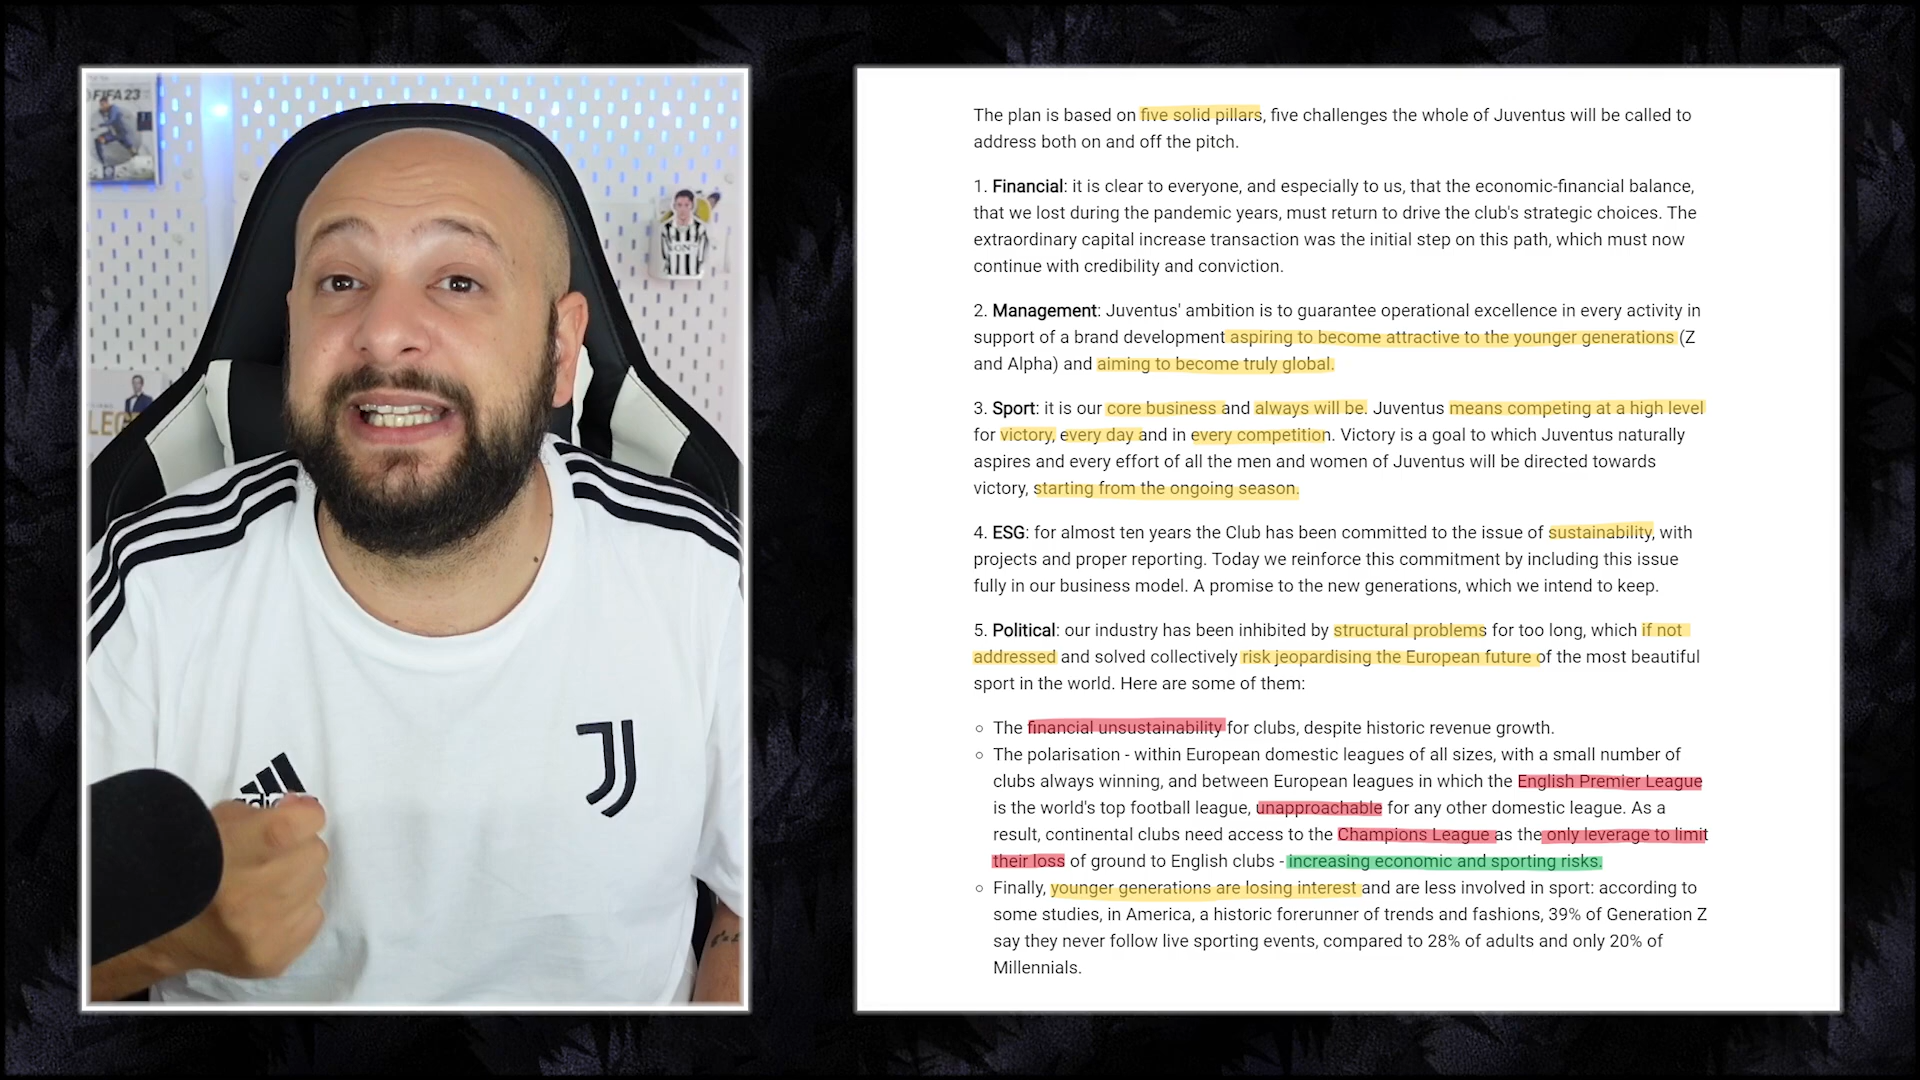 FIFA 23
LEG
adidas
The plan is based on five solid pillars, five challenges the whole of Juventus will be called to
address both on and off the pitch.
1. Financial: it is clear to everyone, and especially to us, that the economic-financial balance,
that we lost during the pandemic years, must return to drive the club's strategic choices. The
extraordinary capital increase transaction was the initial step on this path, which must now
continue with credibility and conviction.
2. Management: Juventus' ambition is to guarantee operational excellence in every activity in
support of a brand development aspiring to become attractive to the younger generations (Z
and Alpha) and aiming to become truly global.
3. Sport: it is our core business and always will be. Juventus means competing at a high level
for victory, every day and in every competition. Victory is a goal to which Juventus naturally
aspires and every effort of all the men and women of Juventus will be directed towards
victory, starting from the ongoing season.
4. ESG: for almost ten years the Club has been committed to the issue of sustainability, with
projects and proper reporting. Today we reinforce this commitment by including this issue
fully in our business model. A promise to the new generations, which we intend to keep.
5. Political: our industry has been inhibited by structural problems for too long, which if not
addressed and solved collectively risk jeopardising the European future of the most beautiful
sport in the world. Here are some of them:
○ The financial unsustainability for clubs, despite historic revenue growth.
○ The polarisation - within European domestic leagues of all sizes, with a small number of
clubs always winning, and between European leagues in which the English Premier League
is the world's top football league, unapproachable for any other domestic league. As a
result, continental clubs need access to the Champions League as the only leverage to limit
their loss of ground to English clubs - increasing economic and sporting risks.
○ Finally, younger generations are losing interest and are less involved in sport: according to
some studies, in America, a historic forerunner of trends and fashions, 39% of Generation Z
say they never follow live sporting events, compared to 28% of adults and only 20% of
Millennials.